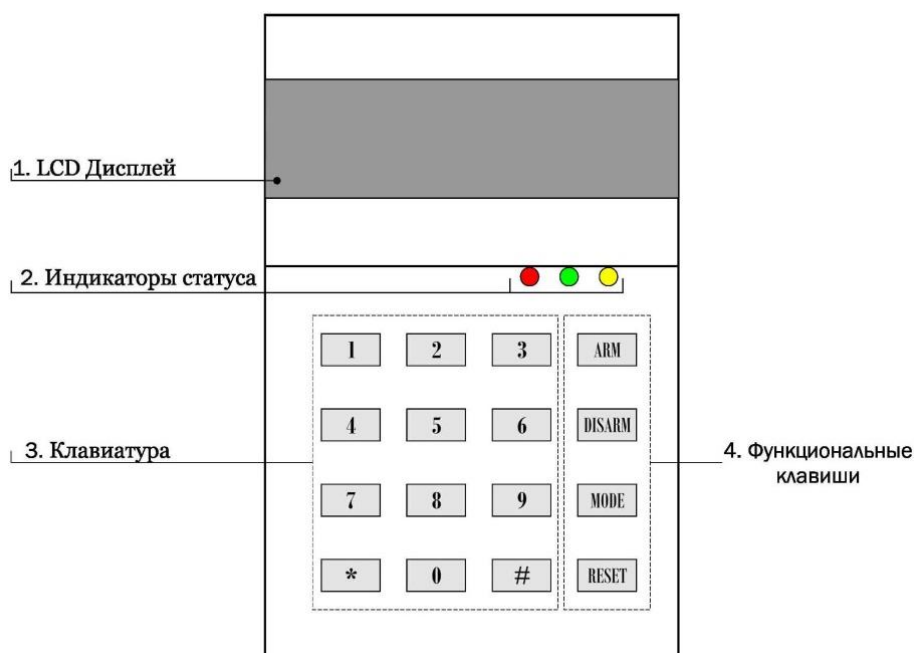 1. LCD Дисплей
2. Индикаторы статуса
1 2 3 ARM
4 5 6 DISARM
3. Клавиатура
4. Функциональные
клавиши
7 8 9 MODE
* 0 # RESET